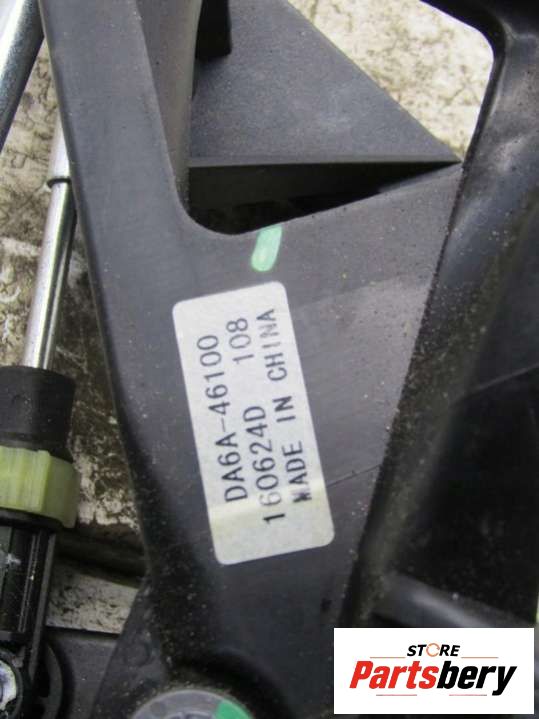 DA6A-46100
160624D 108
MADE IN CHINA
STORE
Partsbery